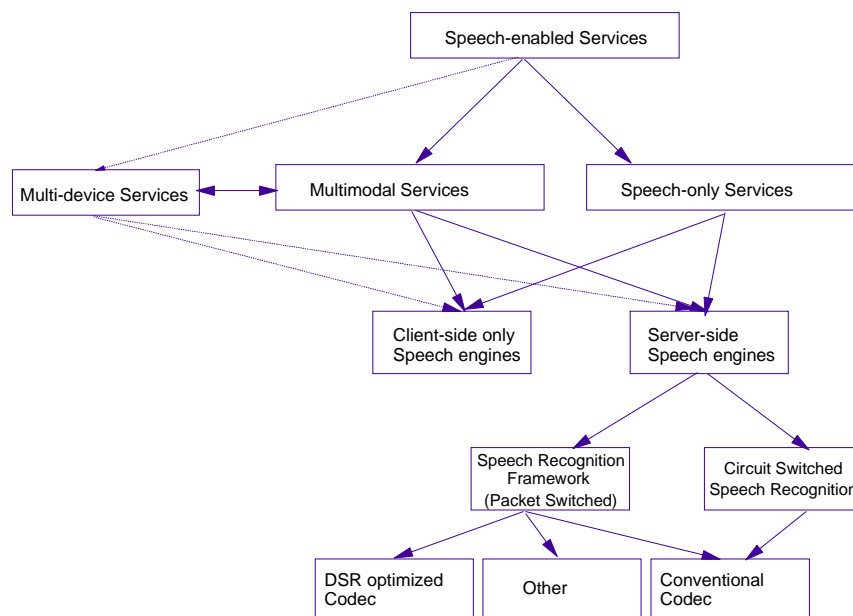 Speech-enabled Services
Multi-device Services
Multimodal Services
Speech-only Services
Client-side only
Speech engines
Server-side
Speech engines
Speech Recognition
Framework
(Packet Switched)
Circuit Switched
Speech Recognition
DSR optimized
Codec
Other
Conventional
Codec